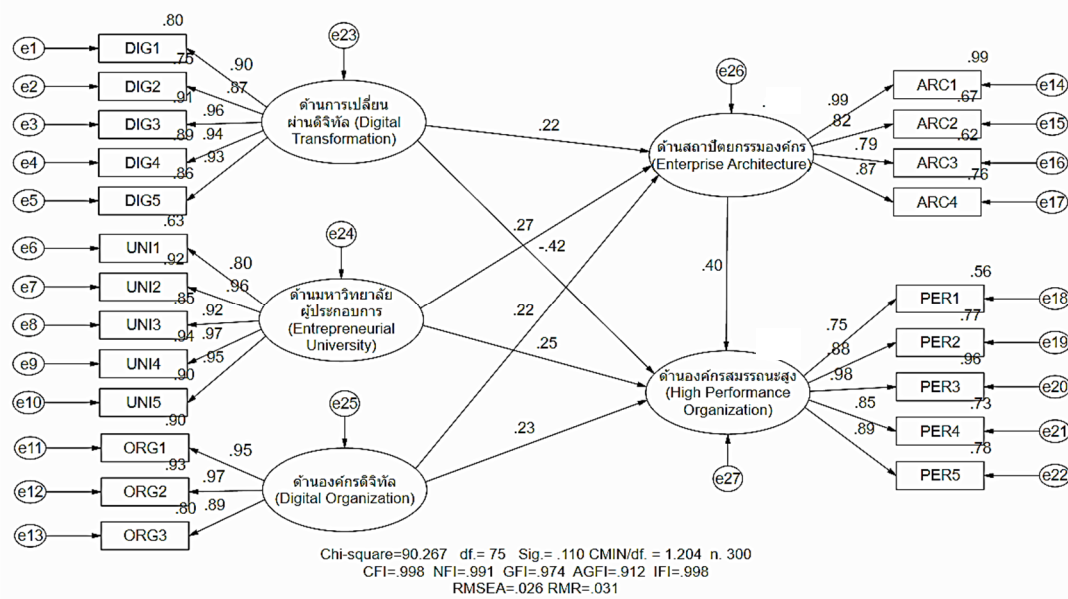 .80
e1 DIG1
.75
.90
e2 DIG2
.87
.91
e3 DIG3
.96
.89
.94
e4 DIG4
.93
.86
e5 DIG5
e23
ด้านการเปลี่ยน
ผ่านดิจิทัล (Digital
Transformation)
.63
e6 UNI1
.92
.80
e7 UNI2
.96
.85
e8 UNI3
.92
.94
.97
e9 UNI4
.95
.90
e10 UNI5
e24
ด้านมหาวิทยาลัย
ผู้ประกอบการ
(Entrepreneurial
University)
.90
e11 ORG1
.95
.93
e12 ORG2
.97
.80
.89
e13 ORG3
e25
ด้านองค์กรดิจิทัล
(Digital Organization)
.22
.27
-.42
.22
.25
.23
.40
e26
ด้านสถาปัตยกรรมองค์กร
(Enterprise Architecture)
.99
.99
ARC1 e14
.67
.82
ARC2 e15
.62
.79
ARC3 e16
.76
.87
ARC4 e17
ด้านองค์กรสมรรถนะสูง
(High Performance
Organization)
e27
.56
.75
PER1 e18
.77
.88
PER2 e19
.96
.98
PER3 e20
.73
.85
PER4 e21
.78
.89
PER5 e22
Chi-square=90.267 df.= 75 Sig.= .110 CMIN/df. = 1.204 n. 300
CFI=.998 NFI=.991 GFI=.974 AGFI=.912 IFI=.998
RMSEA=.026 RMR=.031